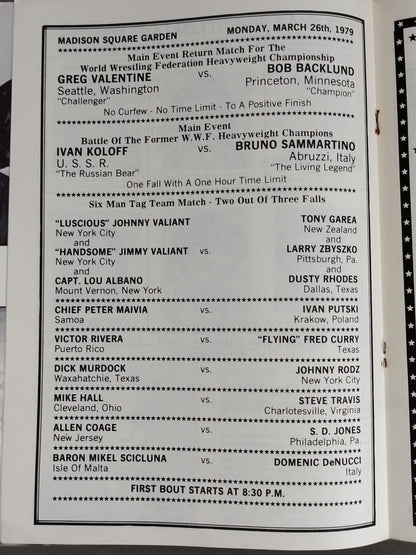 MADISON SQUARE GARDEN MONDAY, MARCH 26th, 1979
Main Event Return Match For The
World Wrestling Federation Heavyweight Championship
GREG VALENTINE vs. BOB BACKLUND
Seattle, Washington Princeton, Minnesota
"Challenger" "Champion"
No Curfew - No Time Limit - To A Positive Finish
Main Event
Battle Of The Former W.W.F. Heavyweight Champions
IVAN KOLOFF vs. BRUNO SAMMARTINO
U. S. S. R. Abruzzi, Italy
"The Russian Bear" "The Living Legend"
One Fall With A One Hour Time Limit
Six Man Tag Team Match - Two Out Of Three Falls
"LUSCIOUS" JOHNNY VALIANT TONY GAREA
New York City New Zealand
and and
"HANDSOME" JIMMY VALIANT vs. LARRY ZBYSZKO
New York City Pittsburgh, Pa.
and and
CAPT. LOU ALBANO DUSTY RHODES
Mount Vernon, New York Dallas, Texas
CHIEF PETER MAIVIA vs. IVAN PUTSKI
Samoa Krakow, Poland
VICTOR RIVERA vs. "FLYING" FRED CURRY
Puerto Rico Texas
DICK MURDOCK vs. JOHNNY RODZ
Waxahatchie, Texas New York City
MIKE HALL vs. STEVE TRAVIS
Cleveland, Ohio Charlotesville, Virginia
ALLEN COAGE vs. S. D. JONES
New Jersey Philadelphia, Pa.
BARON MIKEL SCICLUNA vs. DOMENIC DeNUCCI
Isle Of Malta Italy
FIRST BOUT STARTS AT 8:30 P.M.